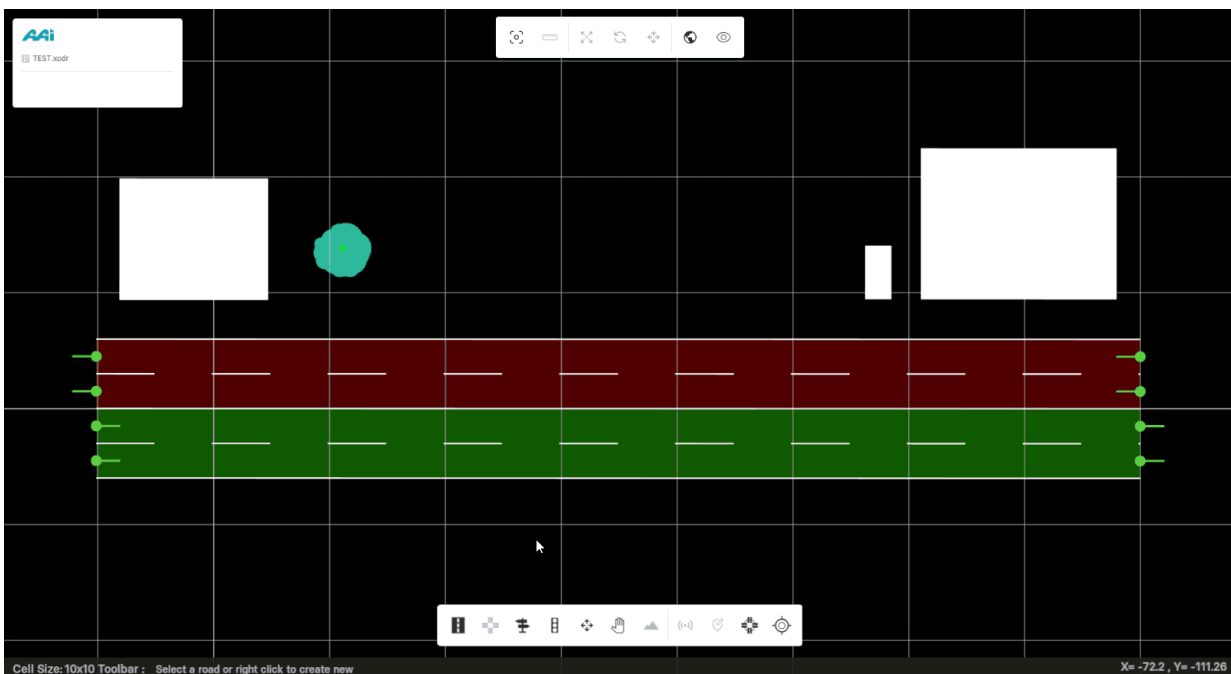 AAi
TEST.xodr
Cell Size:10x10 Toolbar : Select a road or right click to create new
X= -72.2 , Y= -111.26